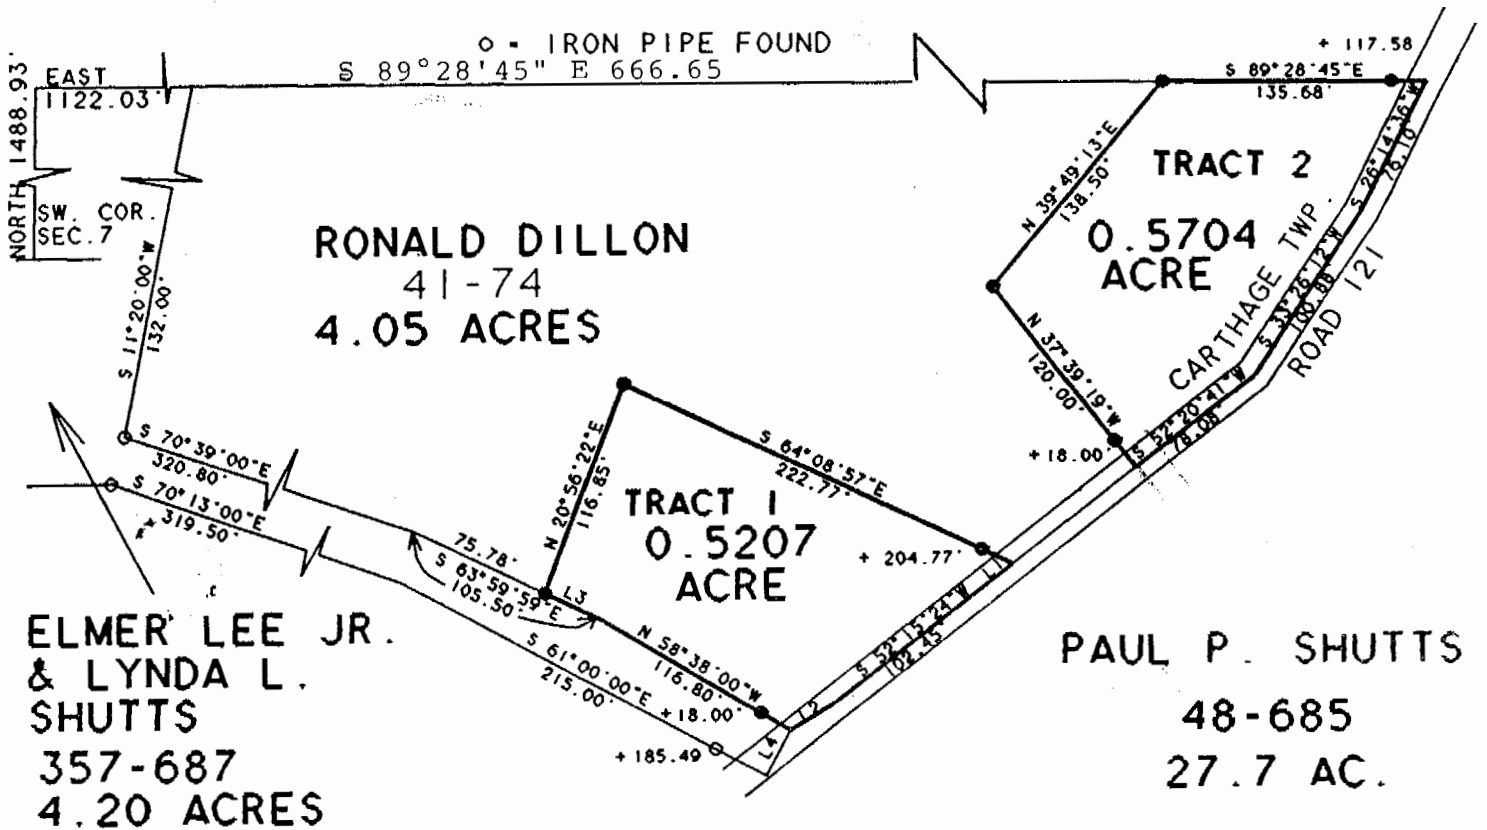 O - IRON PIPE FOUND
+ 117.58
NORTH 1488.93'
EAST
1122.03'
S 89°28'45" E 666.65
S 89°28'45"E
135.68'
SW. COR.
SEC.7
S 11°20'00"W
132.00'
RONALD DILLON
41-74
4.05 ACRES
N 39°49'13"E
138.50'
TRACT 2
0.5704
ACRE
S 26°14'36"W
76.10'
CARTHAGE TWP.
ROAD 121
S 33°26'12"W
100.88'
N 37°39'19"W
120.00'
+18.00'
S 52°20'41"W
78.08'
S 70°39'00"E
320.80'
S 70°13'00"E
319.50'
N 20°56'22"E
116.85'
S 64°08'57"E
222.77'
TRACT 1
0.5207
ACRE
+ 204.77'
75.78'
S 63°59'59"E
105.50'
L3
L1
N 58°38'00"W
116.80'
S 52°15'24"W
102.45'
S 61°00'00"E
215.00'
+18.00'
L2
L4
+ 185.49
ELMER LEE JR.
& LYNDA L.
SHUTTS
357-687
4.20 ACRES
PAUL P. SHUTTS
48-685
27.7 AC.